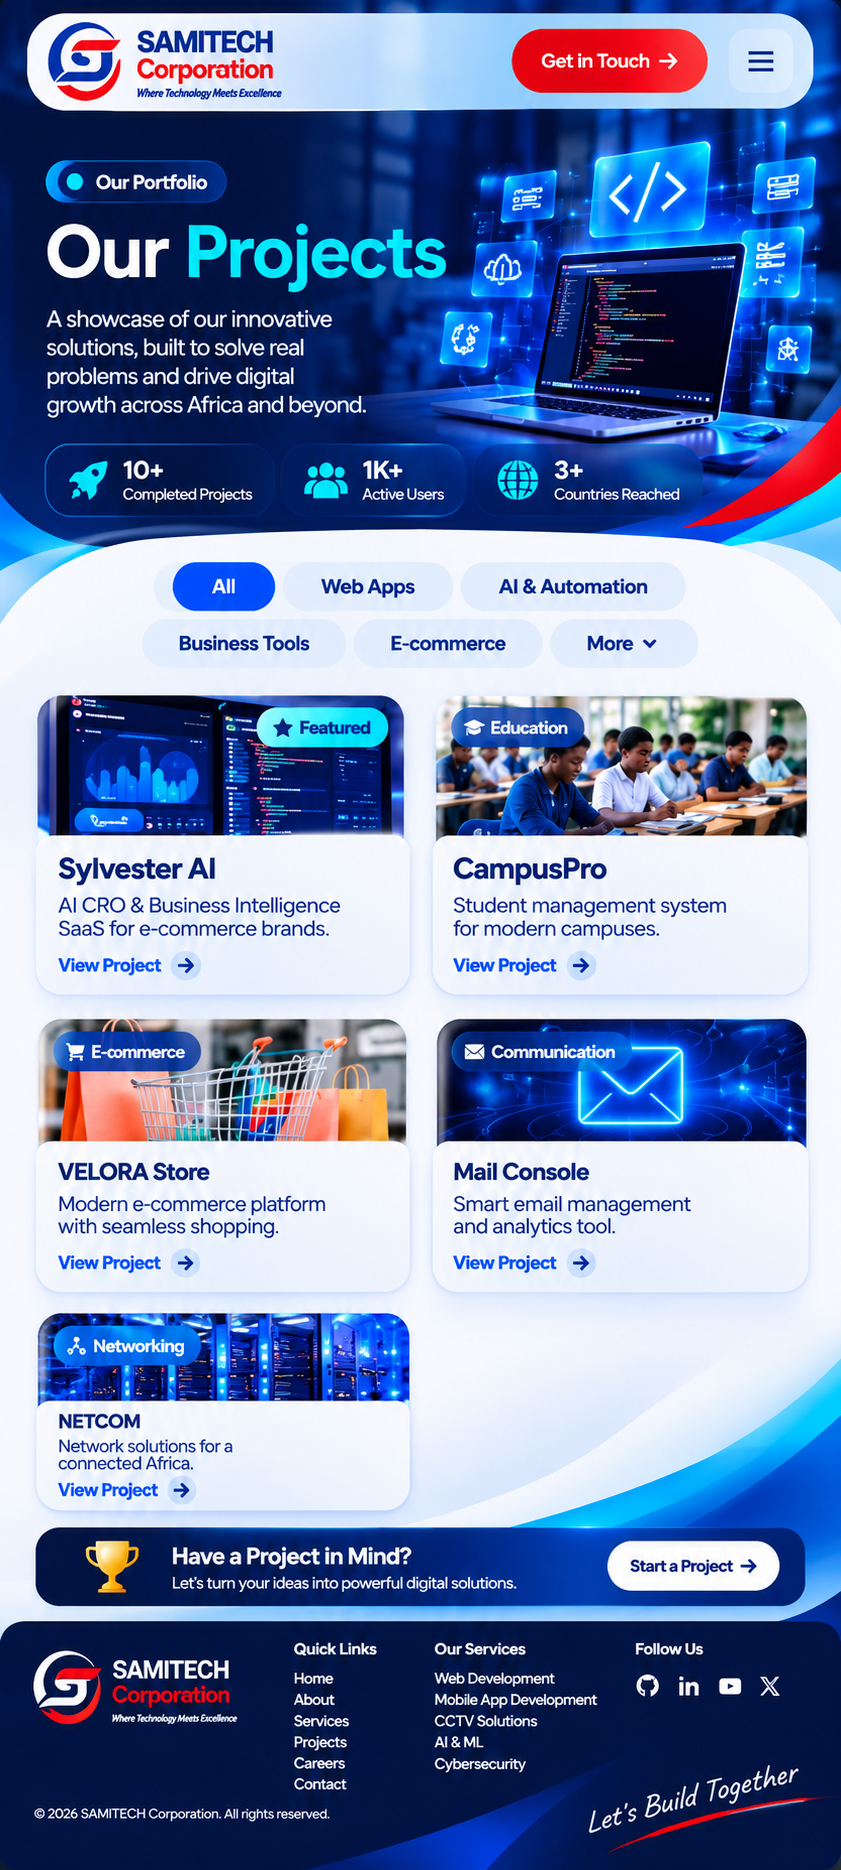 SAMITECH
Corporation
Where Technology Meets Excellence
Get in Touch →
Our Portfolio
Our Projects
A showcase of our innovative
solutions, built to solve real
problems and drive digital
growth across Africa and beyond.
</>
10+
Completed Projects
1K+
Active Users
3+
Countries Reached
All
Web Apps
AI & Automation
Business Tools
E-commerce
More
Featured
Sylvester AI
AI CRO & Business Intelligence
SaaS for e-commerce brands.
View Project →
Education
CampusPro
Student management system
for modern campuses.
View Project →
E-commerce
VELORA Store
Modern e-commerce platform
with seamless shopping.
View Project →
Communication
Mail Console
Smart email management
and analytics tool.
View Project →
Networking
NETCOM
Network solutions for a
connected Africa.
View Project →
Have a Project in Mind?
Let's turn your ideas into powerful digital solutions.
Start a Project →
SAMITECH
Corporation
Where Technology Meets Excellence
Quick Links
Home
About
Services
Projects
Careers
Contact
Our Services
Web Development
Mobile App Development
CCTV Solutions
AI & ML
Cybersecurity
Follow Us
Let's Build Together
© 2026 SAMITECH Corporation. All rights reserved.